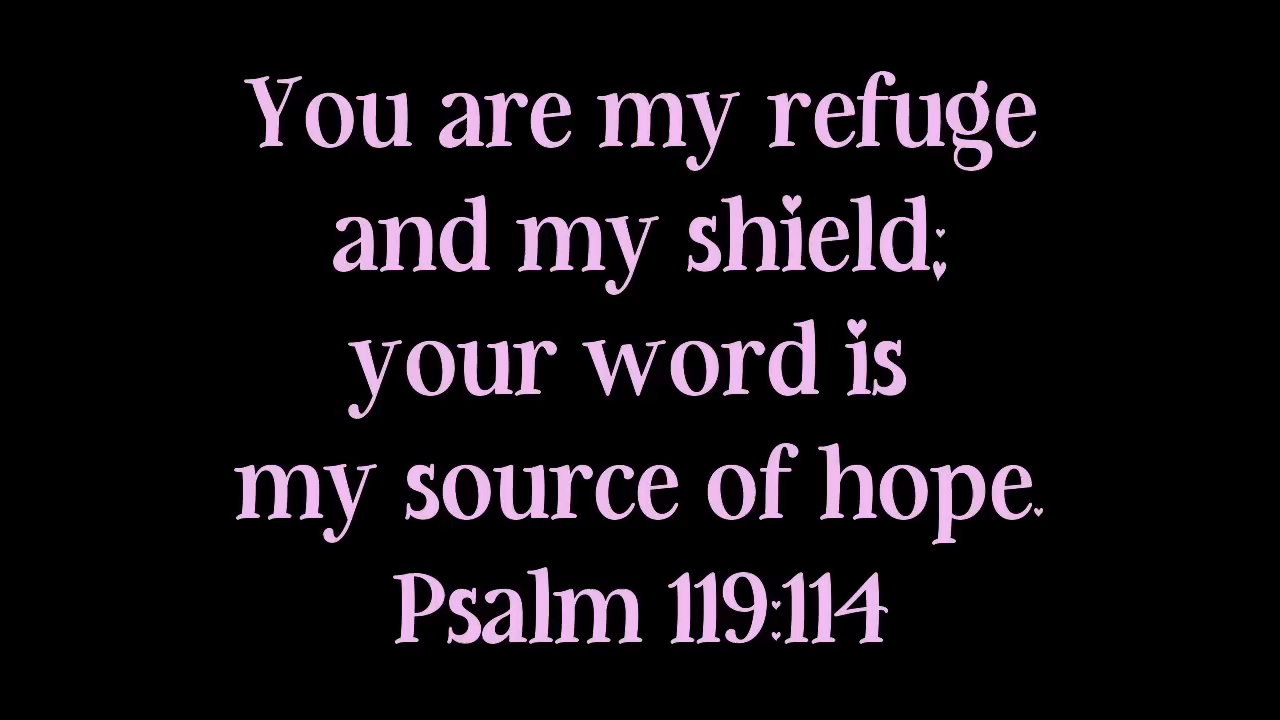 You are my refuge
and my shield;
your word is
my source of hope.
Psalm 119:114